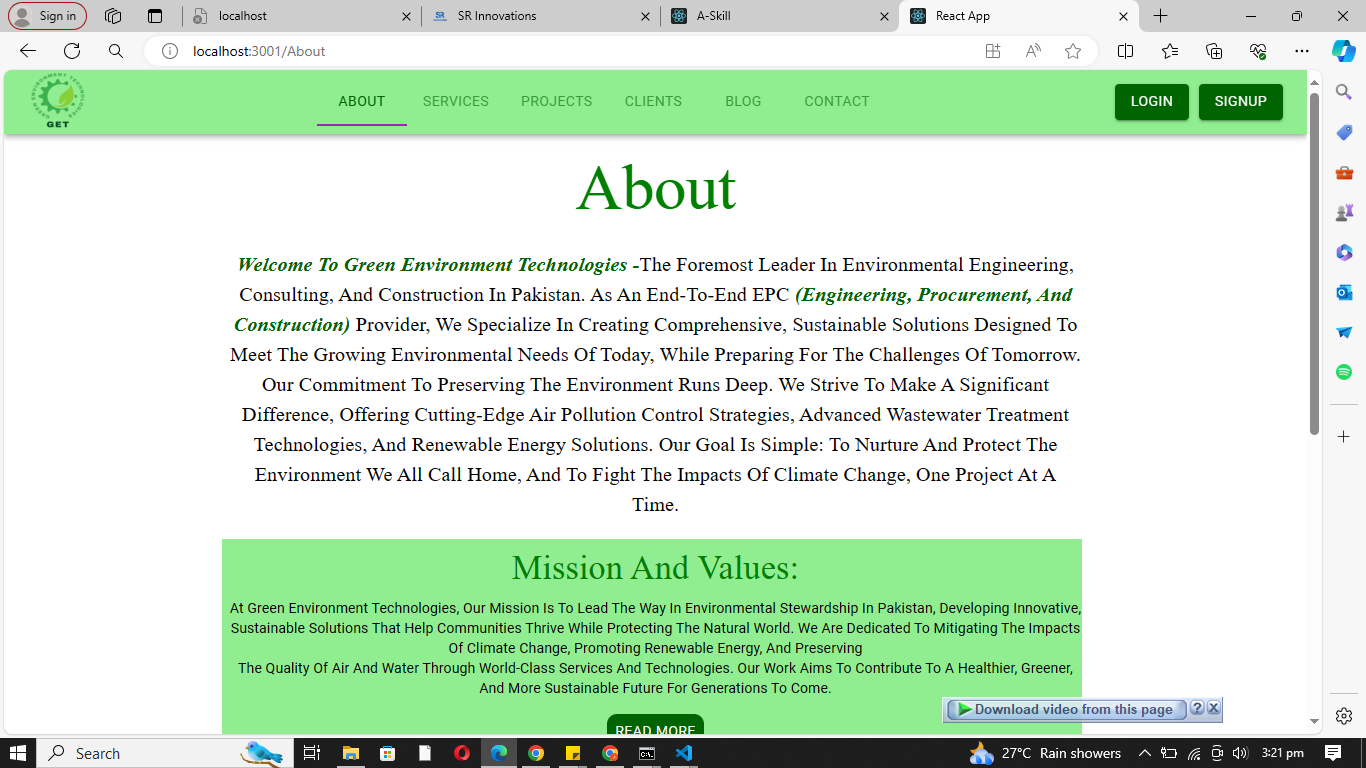 Sign in
localhost
SR Innovations
A-Skill
React App
localhost:3001/About
GET
ABOUT SERVICES PROJECTS CLIENTS BLOG CONTACT LOGIN SIGNUP
About
Welcome To Green Environment Technologies -The Foremost Leader In Environmental Engineering,
Consulting, And Construction In Pakistan. As An End-To-End EPC (Engineering, Procurement, And
Construction) Provider, We Specialize In Creating Comprehensive, Sustainable Solutions Designed To
Meet The Growing Environmental Needs Of Today, While Preparing For The Challenges Of Tomorrow.
Our Commitment To Preserving The Environment Runs Deep. We Strive To Make A Significant
Difference, Offering Cutting-Edge Air Pollution Control Strategies, Advanced Wastewater Treatment
Technologies, And Renewable Energy Solutions. Our Goal Is Simple: To Nurture And Protect The
Environment We All Call Home, And To Fight The Impacts Of Climate Change, One Project At A
Time.
Mission And Values:
At Green Environment Technologies, Our Mission Is To Lead The Way In Environmental Stewardship In Pakistan, Developing Innovative,
Sustainable Solutions That Help Communities Thrive While Protecting The Natural World. We Are Dedicated To Mitigating The Impacts
Of Climate Change, Promoting Renewable Energy, And Preserving
The Quality Of Air And Water Through World-Class Services And Technologies. Our Work Aims To Contribute To A Healthier, Greener,
And More Sustainable Future For Generations To Come.
READ MORE
Download video from this page
Search
27°C Rain showers
3:21 pm